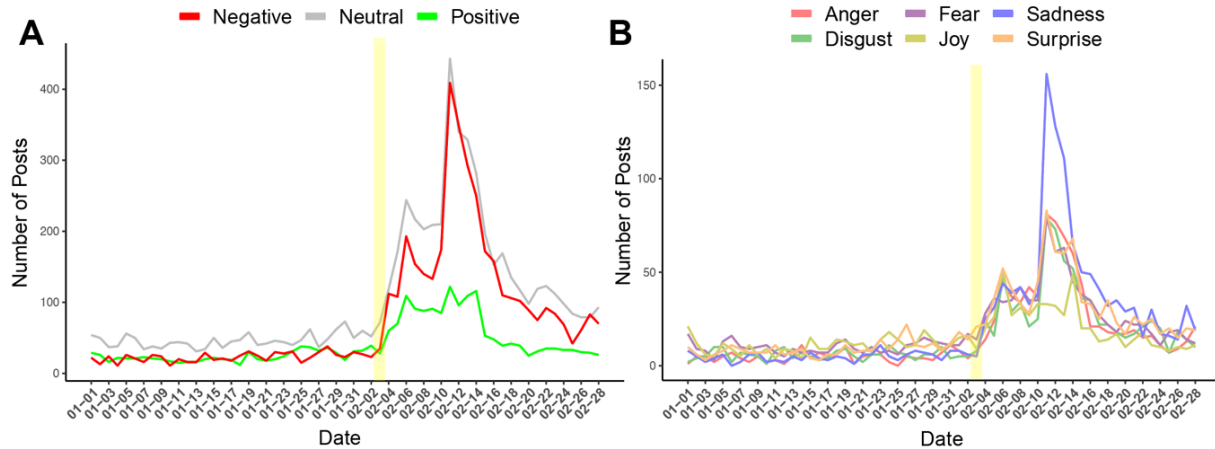 A
Negative Neutral Positive
Number of Posts
400
300
200
100
0
01-01 01-03 01-05 01-07 01-09 01-11 01-13 01-15 01-17 01-19 01-21 01-23 01-25 01-27 01-29 01-31 02-02 02-04 02-06 02-08 02-10 02-12 02-14 02-16 02-18 02-20 02-22 02-24 02-26 02-28
Date
B
Anger Fear Sadness
Disgust Joy Surprise
Number of Posts
150
100
50
0
01-01 01-03 01-05 01-07 01-09 01-11 01-13 01-15 01-17 01-19 01-21 01-23 01-25 01-27 01-29 01-31 02-02 02-04 02-06 02-08 02-10 02-12 02-14 02-16 02-18 02-20 02-22 02-24 02-26 02-28
Date